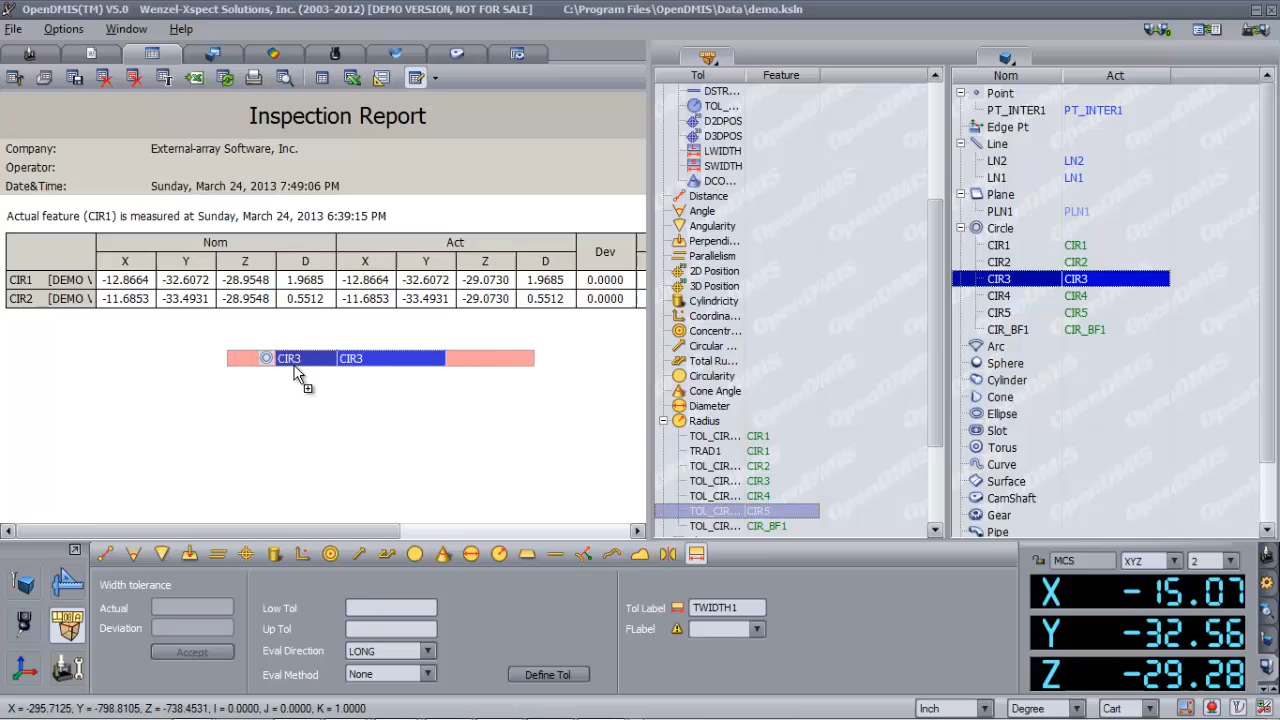 OpenDMIS(TM) V5.0 Wenzel-Xspect Solutions, Inc. (2003-2012) [DEMO VERSION, NOT FOR SALE] C:\Program Files\OpenDMIS\Data\demo.ksln
File Options Window Help
Inspection Report
Company: External-array Software, Inc.
Operator:
Date&Time: Sunday, March 24, 2013 7:49:06 PM
Actual feature (CIR1) is measured at Sunday, March 24, 2013 6:39:15 PM
Nom Act Dev
X Y Z D X Y Z D
CIR1 [DEMO \ -12.8664 -32.6072 -28.9548 1.9685 -12.8664 -32.6072 -29.0730 1.9685 0.0000
CIR2 [DEMO \ -11.6853 -33.4931 -28.9548 0.5512 -11.6853 -33.4931 -29.0730 0.5512 0.0000
CIR3 CIR3
Tol Feature
DSTR...
TOL_...
D2DPOS
D3DPOS
LWIDTH
SWIDTH
DCO...
Distance
Angle
Angularity
Perpendi...
Parallelism
2D Position
3D Position
Cylindricity
Coordina...
Concentr...
Circular ...
Total Ru...
Circularity
Cone Angle
Diameter
Radius
TOL_CIR... CIR1
TRAD1 CIR1
TOL_CIR... CIR2
TOL_CIR... CIR3
TOL_CIR... CIR4
TOL_CIR... CIR5
TOL_CIR... CIR_BF1
Nom Act
Point
PT_INTER1 PT_INTER1
Edge Pt
Line
LN2 LN2
LN1 LN1
Plane
PLN1 PLN1
Circle
CIR1 CIR1
CIR2 CIR2
CIR3 CIR3
CIR4 CIR4
CIR5 CIR5
CIR_BF1 CIR_BF1
Arc
Sphere
Cylinder
Cone
Ellipse
Slot
Torus
Curve
Surface
CamShaft
Gear
Pipe
Width tolerance
Actual
Deviation
Accept
Low Tol
Up Tol
Eval Direction LONG
Eval Method None
Define Tol
Tol Label TWIDTH1
FLabel
MCS XYZ 2
X -15.07
Y -32.56
Z -29.28
X = -295.7125, Y = -798.8105, Z = -738.4531, I = 0.0000, J = 0.0000, K = 1.0000
Inch Degree Cart